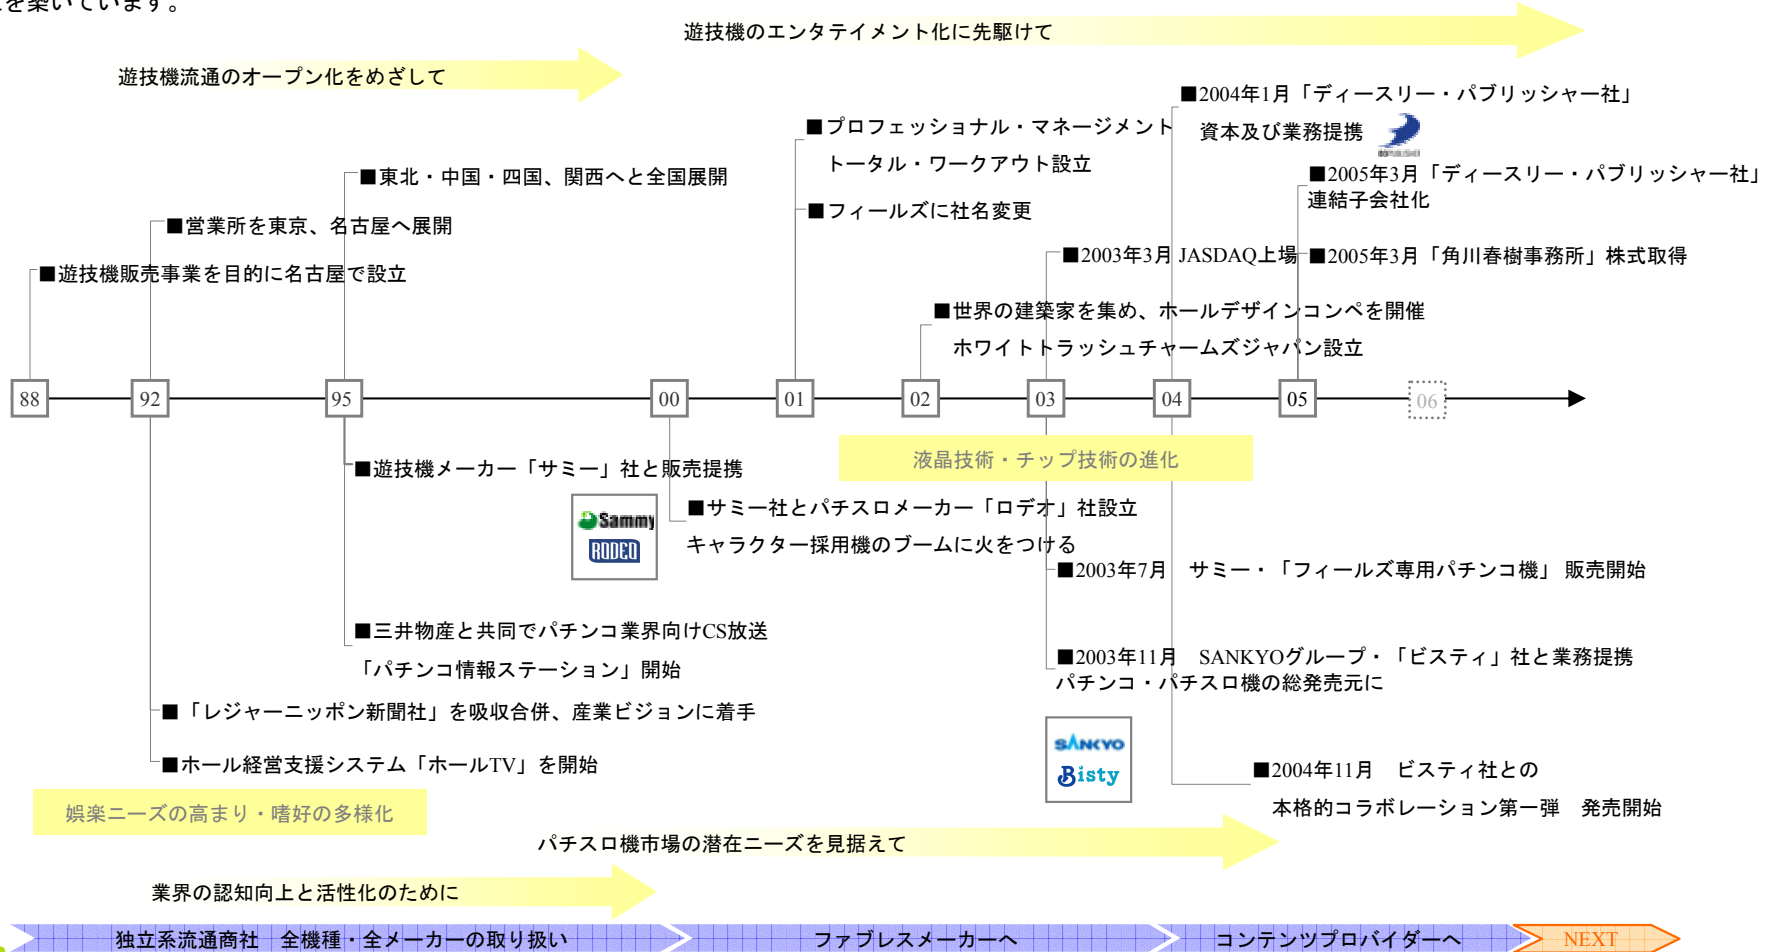 を築いています。
遊技機のエンタテイメント化に先駆けて
遊技機流通のオープン化をめざして
■2004年1月「ディースリー・パブリッシャー社」
資本及び業務提携
■プロフェッショナル・マネージメント
トータル・ワークアウト設立
■2005年3月「ディースリー・パブリッシャー社」
連結子会社化
■東北・中国・四国、関西へと全国展開
■フィールズに社名変更
■営業所を東京、名古屋へ展開
■2003年3月 JASDAQ上場
■2005年3月「角川春樹事務所」株式取得
■遊技機販売事業を目的に名古屋で設立
■世界の建築家を集め、ホールデザインコンペを開催
ホワイトトラッシュチャームズジャパン設立
88 92 95 00 01 02 03 04 05 06
液晶技術・チップ技術の進化
■遊技機メーカー「サミー」社と販売提携
Sammy
RODEO
■サミー社とパチスロメーカー「ロデオ」社設立
キャラクター採用機のブームに火をつける
■2003年7月 サミー・「フィールズ専用パチンコ機」 販売開始
■三井物産と共同でパチンコ業界向けCS放送
「パチンコ情報ステーション」開始
■2003年11月 SANKYOグループ・「ビスティ」社と業務提携
パチンコ・パチスロ機の総発売元に
■「レジャーニッポン新聞社」を吸収合併、産業ビジョンに着手
SANKYO
Bisty
■ホール経営支援システム「ホールTV」を開始
■2004年11月 ビスティ社との
本格的コラボレーション第一弾 発売開始
娯楽ニーズの高まり・嗜好の多様化
パチスロ機市場の潜在ニーズを見据えて
業界の認知向上と活性化のために
独立系流通商社 全機種・全メーカーの取り扱い
ファブレスメーカーへ
コンテンツプロバイダーへ
NEXT